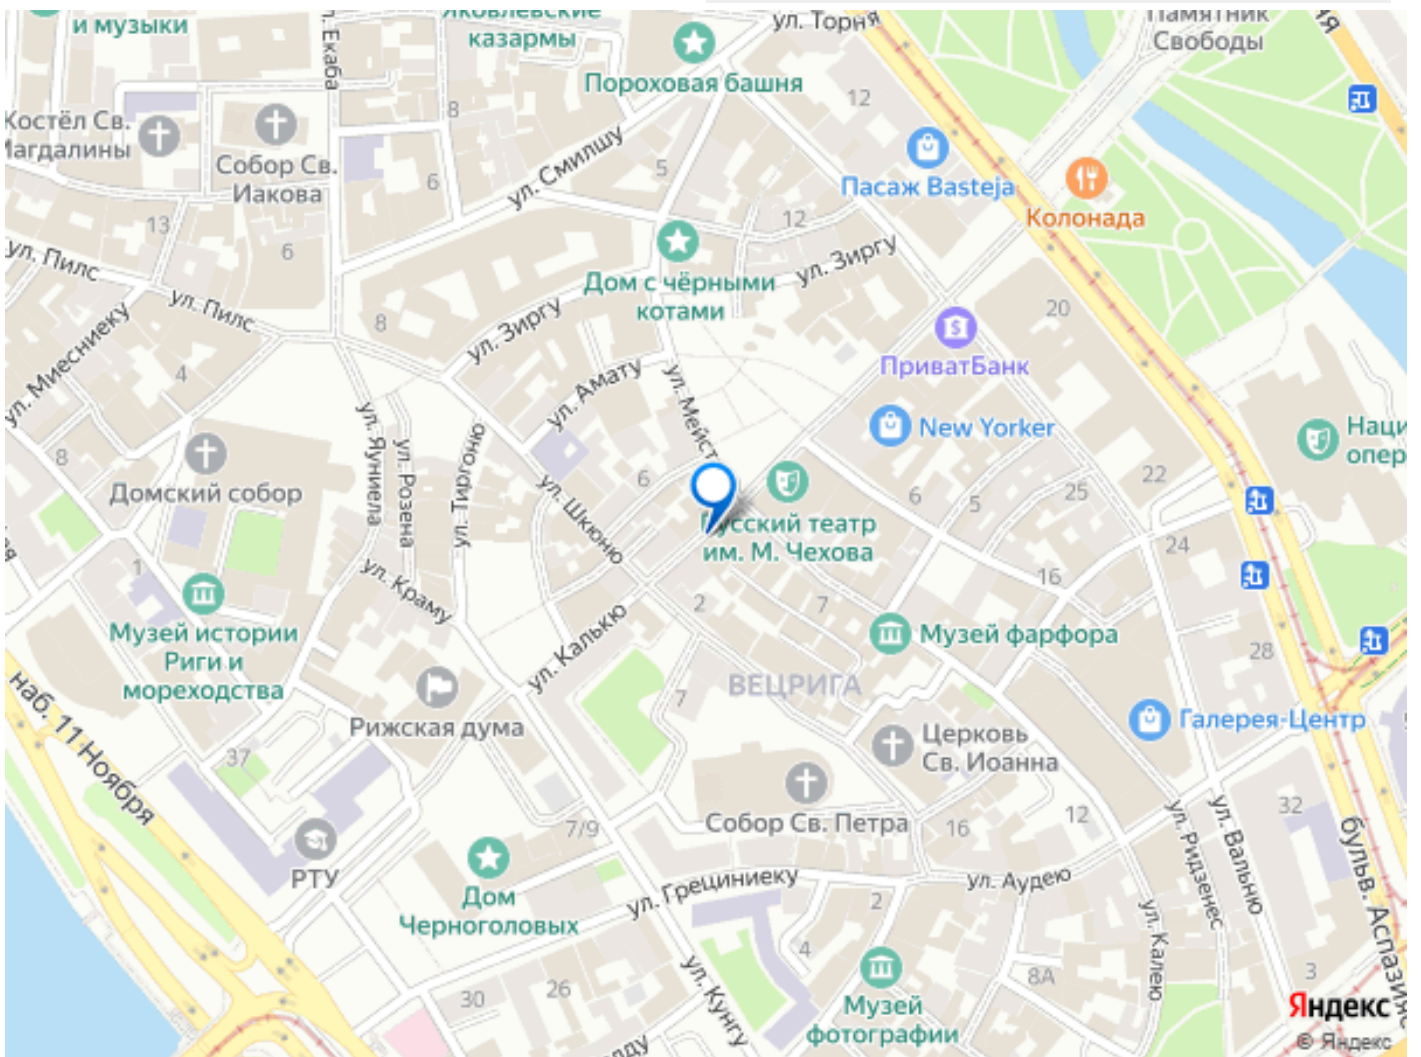 и музыки
Яковлевские
казармы
ул. Торня
Памятник
Свободы
Пороховая башня
ул. Смилшу
8
12
Костёл Св.
Магдалины
Собор Св.
Иакова
6
5
Пасаж Basteja
Колонада
13
6
12
ул. Пилс
ул. Пилс
ул. Зиргу
Дом с чёрными
котами
20
ул. Миесниеку
8
ул. Зиргу
ПриватБанк
4
ул. Амату
ул. Мейст
New Yorker
8
Домский собор
ул. Яуниела
ул. Розена
ул. Тиргоню
ул. Шкюню
6
Русский театр
им. М. Чехова
6
5
25
22
24
16
1
ул. Краму
Музей истории
Риги и
мореходства
ул. Калькю
2
7
Музей фарфора
28
ВЕЦРИГА
7
наб. 11 Ноября
Рижская дума
Церковь
Св. Иоанна
Галерея-Центр
37
Собор Св. Петра
16
12
32
7/9
РТУ
Дом
Черноголовых
ул. Грециниеку
ул. Аудею
ул. Ридзенес
ул. Вальню
бульв. Аспазияс
2
4
ул. Калею
30
26
ул. Кунгу
8А
3
Музей
фотографии
Яндекс
© Яндекс